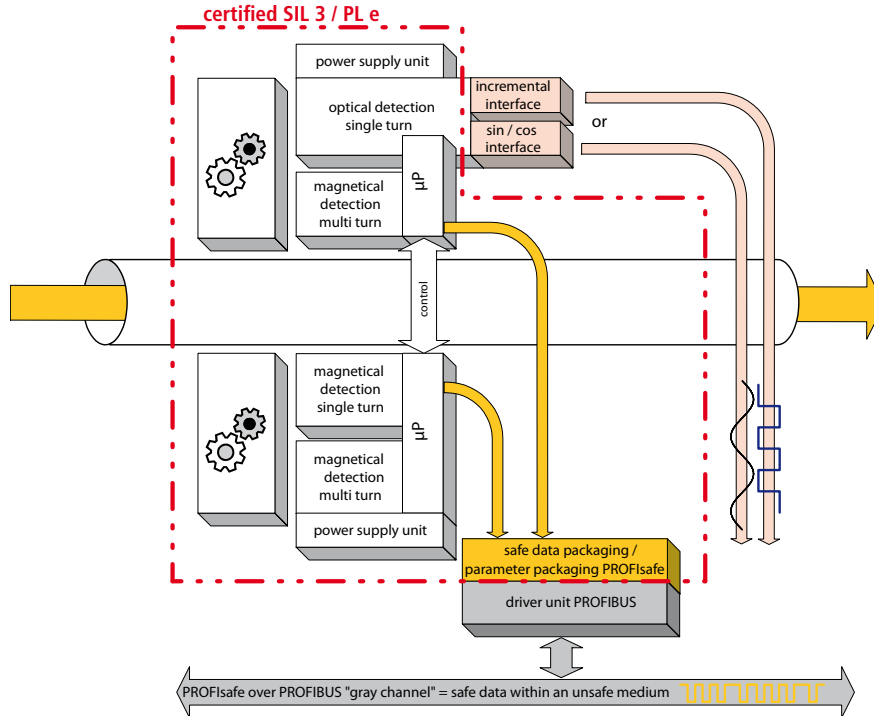 certified SIL 3 / PL e
power supply unit
optical detection
single turn
incremental
interface
sin / cos
interface
or
magnetical
detection
multi turn
µP
control
magnetical
detection
single turn
µP
magnetical
detection
multi turn
power supply unit
safe data packaging /
parameter packaging PROFIsafe
driver unit PROFIBUS
PROFIsafe over PROFIBUS "gray channel" = safe data within an unsafe medium